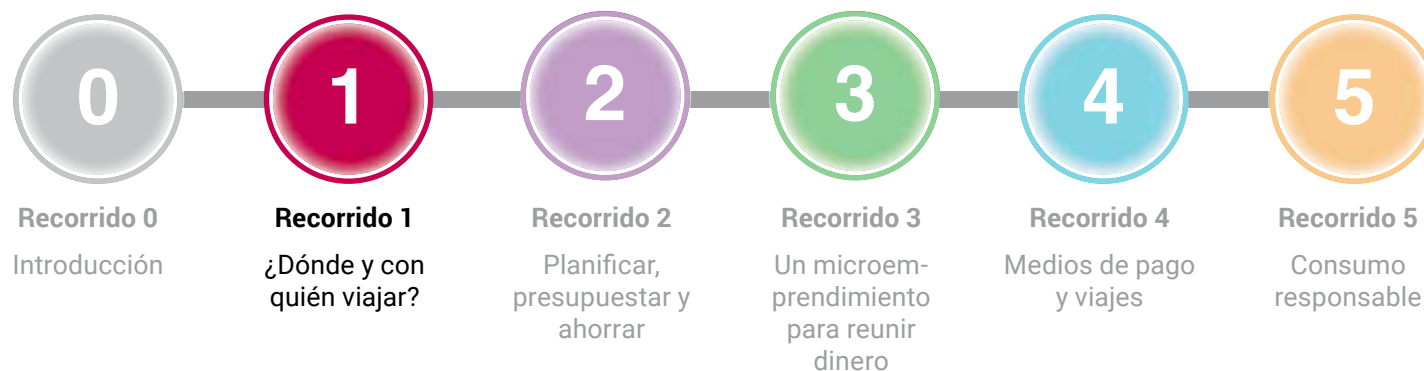 0
1
2
3
4
5
Recorrido 0
Introducción
Recorrido 1
¿Dónde y con
quién viajar?
Recorrido 2
Planificar,
presupuestar y
ahorrar
Recorrido 3
Un microem-
prendimiento
para reunir
dinero
Recorrido 4
Medios de pago
y viajes
Recorrido 5
Consumo
responsable